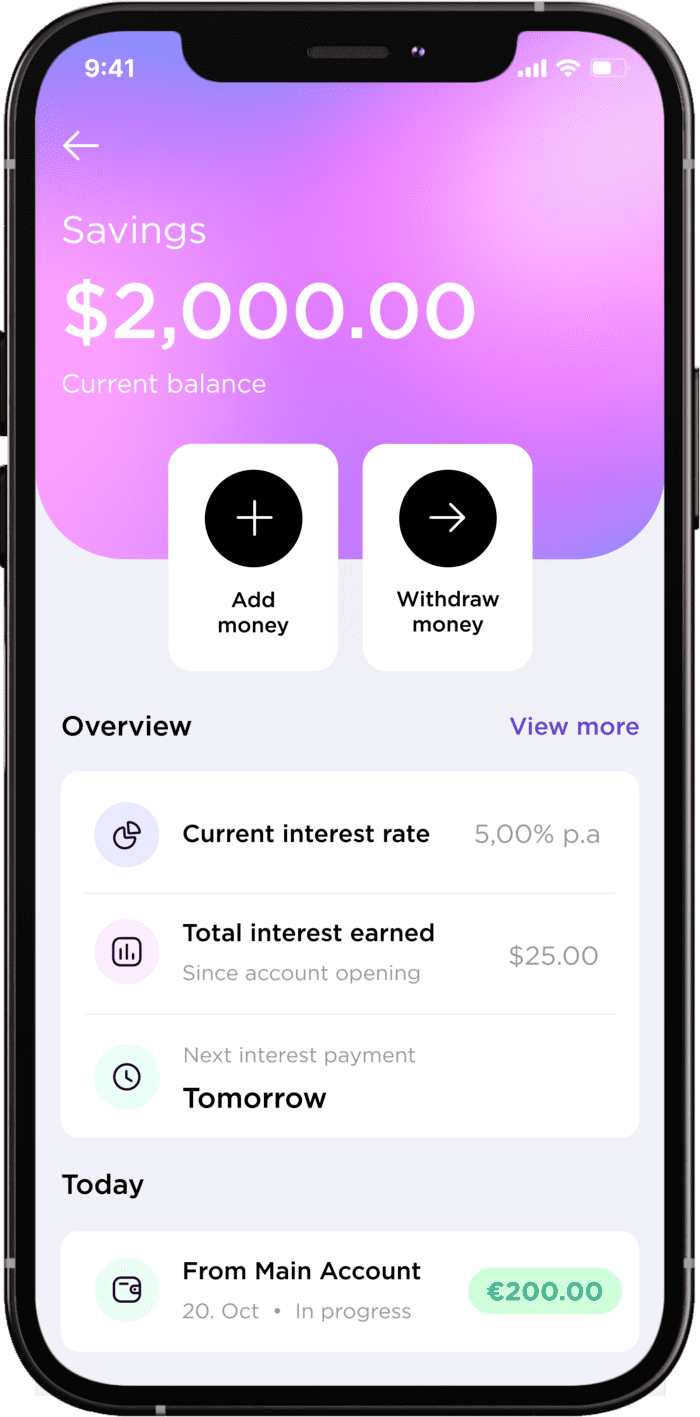 9:41
Savings
$2,000.00
Current balance
Add
money
Withdraw
money
Overview
View more
Current interest rate
5,00% p.a
Total interest earned
Since account opening
$25.00
Next interest payment
Tomorrow
Today
From Main Account
20. Oct • In progress
€200.00